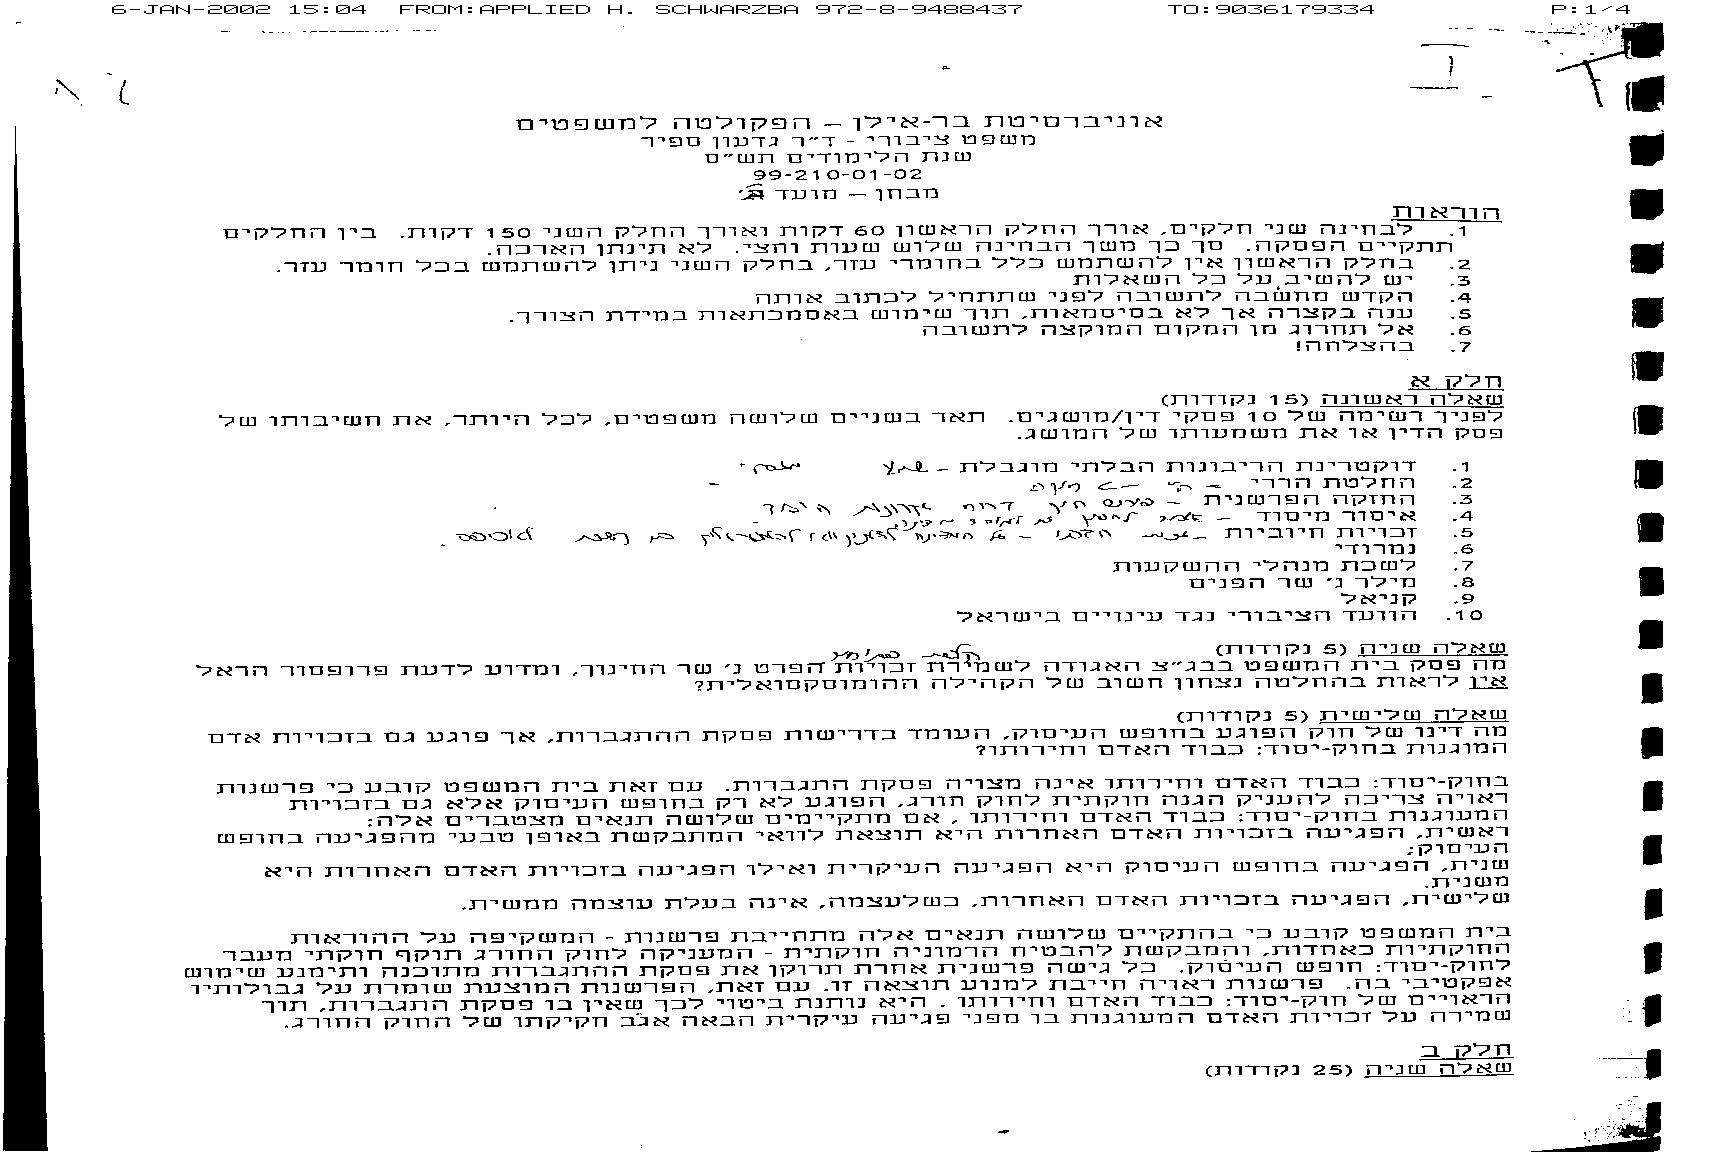 6-JAN-2002 15:04 FROM:APPLIED H. SCHWARZBA 972-8-9488437 TO:9036179334 P:1/4
אוניברסיטת בר-אילן – הפקולטה למשפטים
משפט ציבורי - ד"ר גדעון ספיר
שנת הלימודים תש"ס
99-210-01-02
מבחן – מועד
הוראות
1. לבחינה שני חלקים, אורך החלק הראשון 60 דקות ואורך החלק השני 150 דקות. בין החלקים
תתקיים הפסקה. סך כך משך הבחינה שלוש שעות וחצי. לא תינתן הארכה.
2. בחלק הראשון אין להשתמש כלל בחומרי עזר, בחלק השני ניתן להשתמש בכל חומר עזר.
3. יש להשיב על כל השאלות
4. הקדש מחשבה לתשובה לפני שתתחיל לכתוב אותה
5. ענה בקצרה אך לא בסיסמאות, תוך שימוש באסמכתאות במידת הצורך.
6. אל תחרוג מן המקום המוקצה לתשובה
7. בהצלחה!
חלק א
שאלה ראשונה (15 נקודות)
לפניך רשימה של 10 פסקי דין/מושגים. תאר בשניים שלושה משפטים, לכל היותר, את חשיבותו של
פסק הדין או את משמעותו של המושג.
1. דוקטרינת הריבונות הבלתי מוגבלת
2. החלטת הררי
3. החזקה הפרשנית
4. איסור מיסוד
5. זכויות חיוביות
6. נמרודי
7. לשכת מנהלי ההשקעות
8. מילר נ' שר הפנים
9. קניאל
10. הוועד הציבורי נגד עינויים בישראל
שאלה שניה (5 נקודות)
מה פסק בית המשפט בבג"צ האגודה לשמירת זכויות הפרט נ' שר החינוך, ומדוע לדעת פרופסור הראל
אין לראות בהחלטה נצחון חשוב של הקהילה ההומוסקסואלית?
שאלה שלישית (5 נקודות)
מה דינו של חוק הפוגע בחופש העיסוק, העומד בדרישות פסקת ההתגברות, אך פוגע גם בזכויות אדם
המוגנות בחוק-יסוד: כבוד האדם וחירותו?
בחוק-יסוד: כבוד האדם וחירותו אינה מצויה פסקת התגברות. עם זאת בית המשפט קובע כי פרשנות
ראויה צריכה להעניק הגנה חוקתית לחוק חורג, הפוגע לא רק בחופש העיסוק אלא גם בזכויות
המעוגנות בחוק-יסוד: כבוד האדם וחירותו , אם מתקיימים שלושה תנאים מצטברים אלה:
ראשית, הפגיעה בזכויות האדם האחרות היא תוצאת לוואי המתבקשת באופן טבעי מהפגיעה בחופש
העיסוק;
שנית, הפגיעה בחופש העיסוק היא הפגיעה העיקרית ואילו הפגיעה בזכויות האדם האחרות היא
משנית.
שלישית, הפגיעה בזכויות האדם האחרות, כשלעצמה, אינה בעלת עוצמה ממשית.
בית המשפט קובע כי בהתקיים שלושה תנאים אלה מתחייבת פרשנות - המשקיפה על ההוראות
החוקתיות כאחדות, והמבקשת להבטיח הרמוניה חוקתית - המעניקה לחוק החורג תוקף חוקתי מעבר
לחוק-יסוד: חופש העיסוק. כל גישה פרשנית אחרת תרוקן את פסקת ההתגברות מתוכנה ותימנע שימוש
אפקטיבי בה. פרשנות ראויה חייבת למנוע תוצאה זו. עם זאת, הפרשנות המוצעת שומרת על גבולותיו
הראויים של חוק-יסוד: כבוד האדם וחירותו . היא נותנת ביטוי לכך שאין בו פסקת התגברות, תוך
שמירה על זכויות האדם המעוגנות בו מפני פגיעה עיקרית הבאה אגב חקיקתו של החוק החורג.
חלק ב
שאלה שניה (25 נקודות)